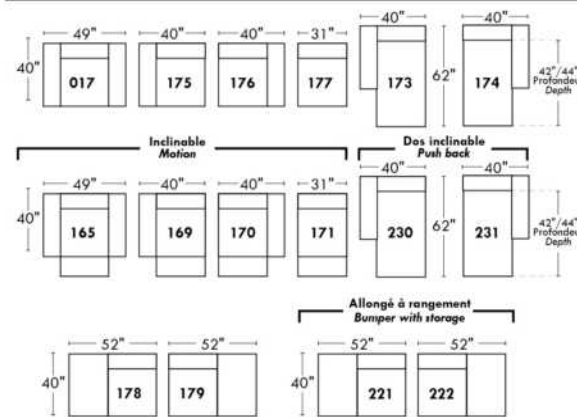 49" 40" 40" 31" 40" 40"
40" 017 175 176 177 173 62" 174 42"/44"
Profondeur
Depth
Inclinable Dos inclinable
Motion Push back
49" 40" 40" 31" 40" 40"
40" 165 169 170 171 230 62" 231 42"/44"
Profondeur
Depth
Allongé à rangement
Bumper with storage
52" 52" 52" 52"
40" 178 179 40" 221 222